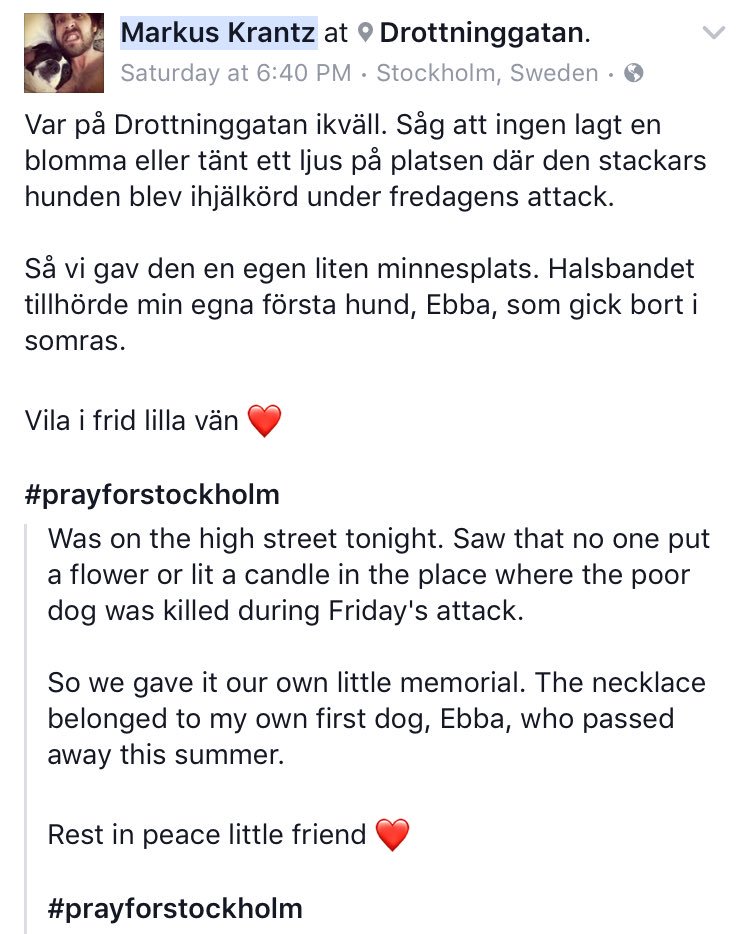 Markus Krantz at Drottninggatan.
Saturday at 6:40 PM · Stockholm, Sweden ·
Var på Drottninggatan ikväll. Såg att ingen lagt en
blomma eller tänt ett ljus på platsen där den stackars
hunden blev ihjälkörd under fredagens attack.
Så vi gav den en egen liten minnesplats. Halsbandet
tillhörde min egna första hund, Ebba, som gick bort i
somras.
Vila i frid lilla vän ❤️
#prayforstockholm
Was on the high street tonight. Saw that no one put
a flower or lit a candle in the place where the poor
dog was killed during Friday's attack.
So we gave it our own little memorial. The necklace
belonged to my own first dog, Ebba, who passed
away this summer.
Rest in peace little friend ❤️
#prayforstockholm